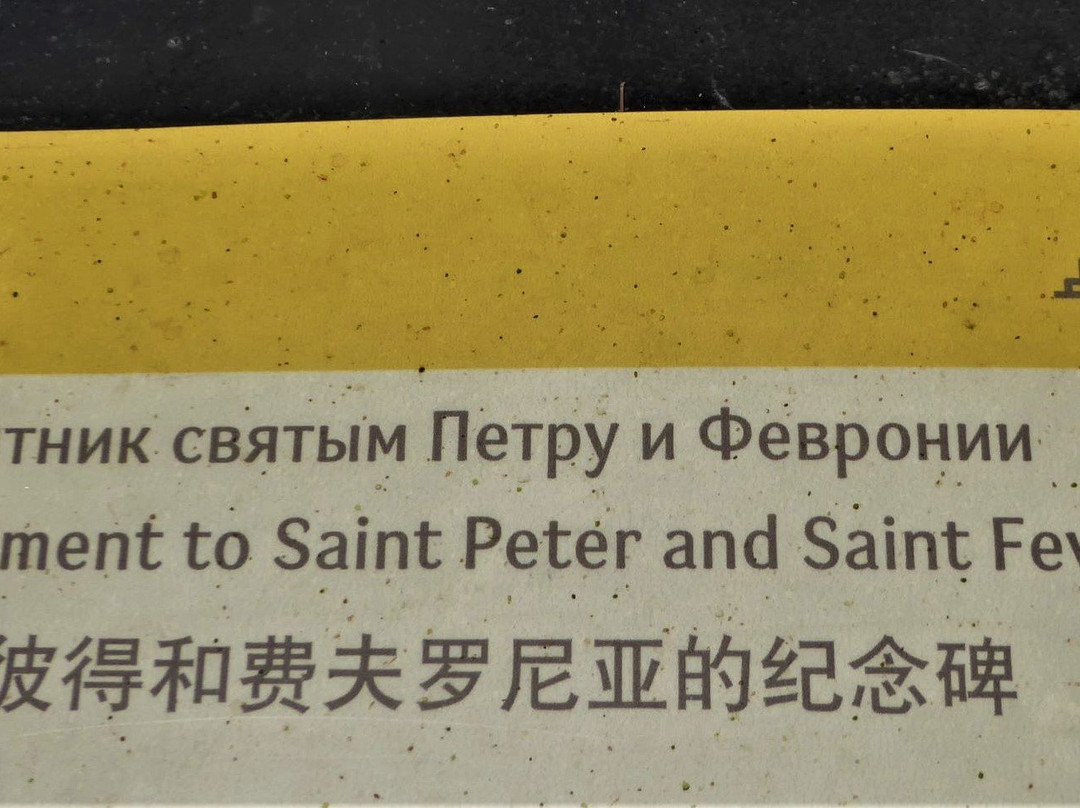 тник святым Петру и Февронии
ment to Saint Peter and Saint Fev
彼得和费夫罗尼亚的纪念碑